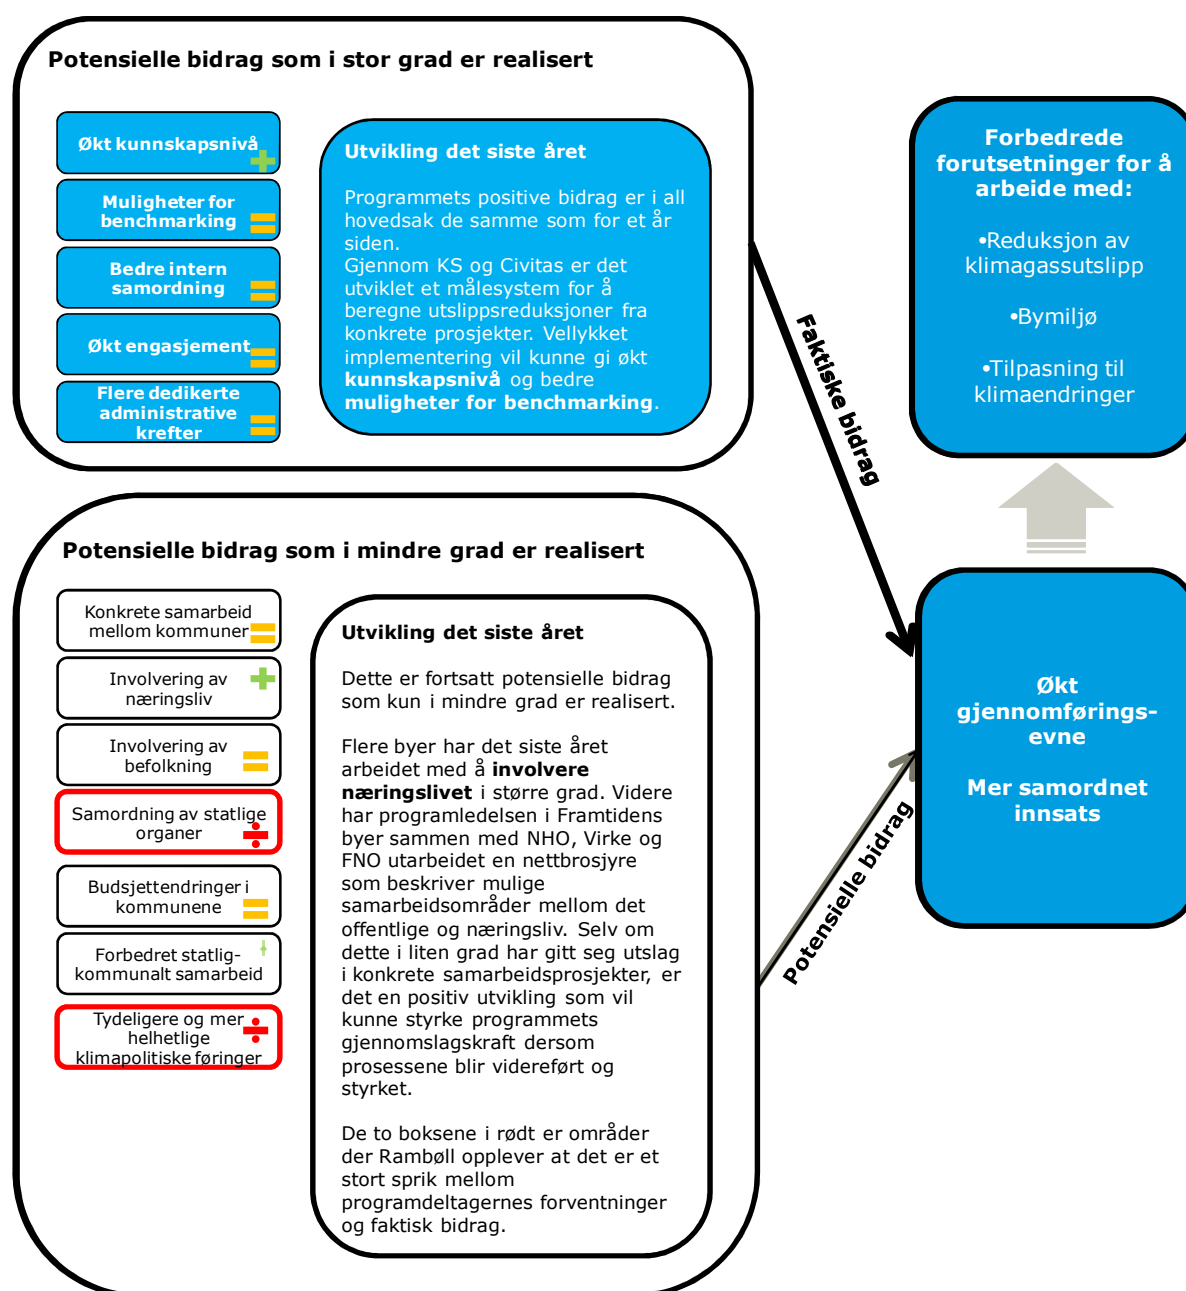 Potensielle bidrag som i stor grad er realisert
Økt kunnskapsnivå
Muligheter for
benchmarking
Bedre intern
samordning
Økt engasjement
Flere dedikerte
administrative
krefter
Utvikling det siste året
Programmets positive bidrag er i all
hovedsak de samme som for et år
siden.
Gjennom KS og Civitas er det
utviklet et målesystem for å
beregne utslippsreduksjoner fra
konkrete prosjekter. Vellykket
implementering vil kunne gi økt
kunnskapsnivå og bedre
muligheter for benchmarking.
Faktiske bidrag
Forbedrede
forutsetninger for å
arbeide med:
•Reduksjon av
klimagassutslipp
•Bymiljø
•Tilpasning til
klimaendringer
Potensielle bidrag som i mindre grad er realisert
Konkrete samarbeid
mellom kommuner
Involvering av
næringsliv
Involvering av
befolkning
Samordning av statlige
organer
Budsjettendringer i
kommunene
Forbedret statlig-
kommunalt samarbeid
Tydeligere og mer
helhetlige
klimapolitiske føringer
Utvikling det siste året
Dette er fortsatt potensielle bidrag
som kun i mindre grad er realisert.
Flere byer har det siste året
arbeidet med å involvere
næringslivet i større grad. Videre
har programledelsen i Framtidens
byer sammen med NHO, Virke og
FNO utarbeidet en nettbrosjyre
som beskriver mulige
samarbeidsområder mellom det
offentlige og næringsliv. Selv om
dette i liten grad har gitt seg utslag
i konkrete samarbeidsprosjekter, er
det en positiv utvikling som vil
kunne styrke programmets
gjennomslagskraft dersom
prosessene blir videreført og
styrket.
De to boksene i rødt er områder
der Rambøll opplever at det er et
stort sprik mellom
programdeltagernes forventninger
og faktisk bidrag.
Potensielle bidrag
Økt
gjennomførings-
evne
Mer samordnet
innsats